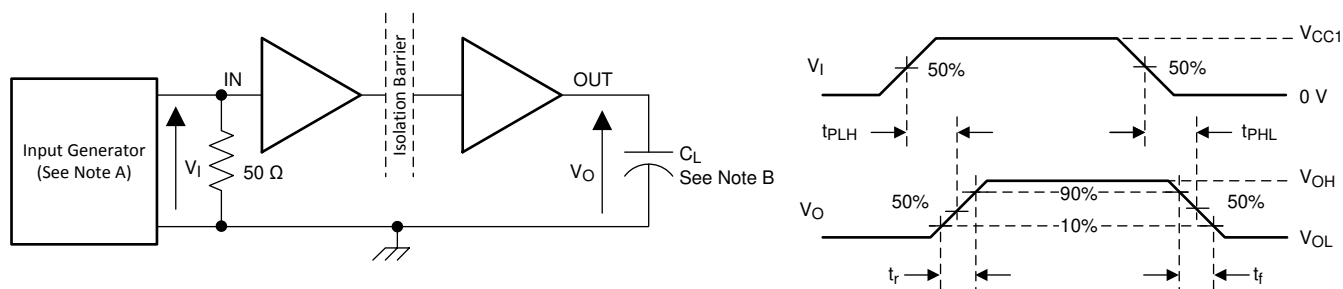 Input Generator
(See Note A)
IN
V_I
50 Ω
Isolation Barrier
OUT
V_O
C_L
See Note B
V_I
50%
50%
V_CC1
0 V
t_PLH
t_PHL
V_O
50%
90%
50%
10%
V_OH
V_OL
t_r
t_f